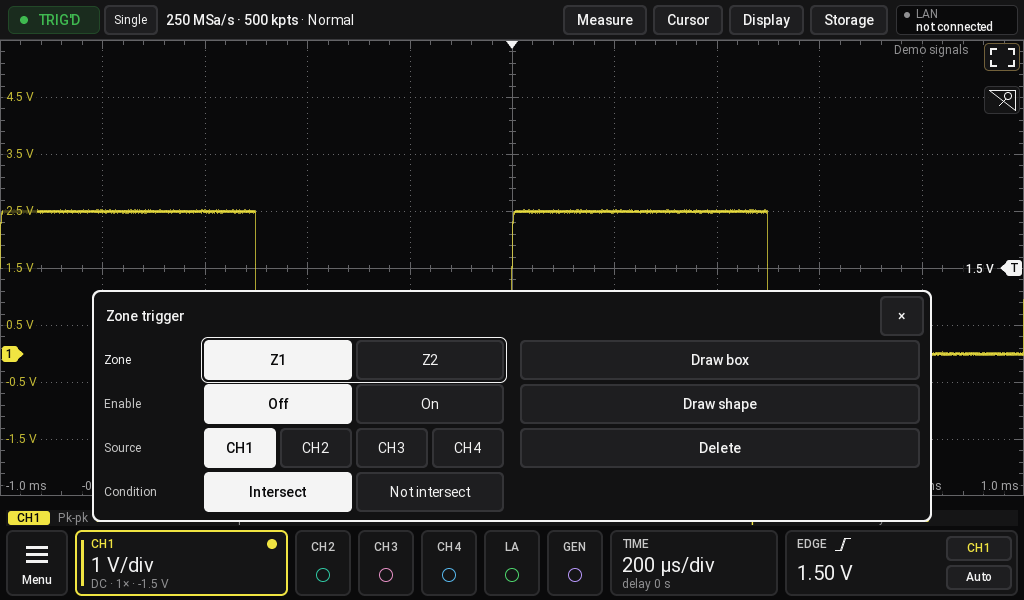 TRIG'D Single 250 MSa/s · 500 kpts · Normal Measure Cursor Display Storage LAN
not connected
Demo signals
4.5 V
3.5 V
2.5 V
1.5 V 1.5 V T
Zone trigger ×
0.5 V
Zone Z1 Z2 Draw box
1
-0.5 V Enable Off On Draw shape
-1.5 V Source CH1 CH2 CH3 CH4 Delete
-1.0 ms Condition Intersect Not intersect 1.0 ms
CH1 Pk-pk
Menu
CH1
1 V/div
DC · 1× · -1.5 V
CH2 CH3 CH4 LA GEN
TIME
200 µs/div
delay 0 s
EDGE
1.50 V
CH1
Auto